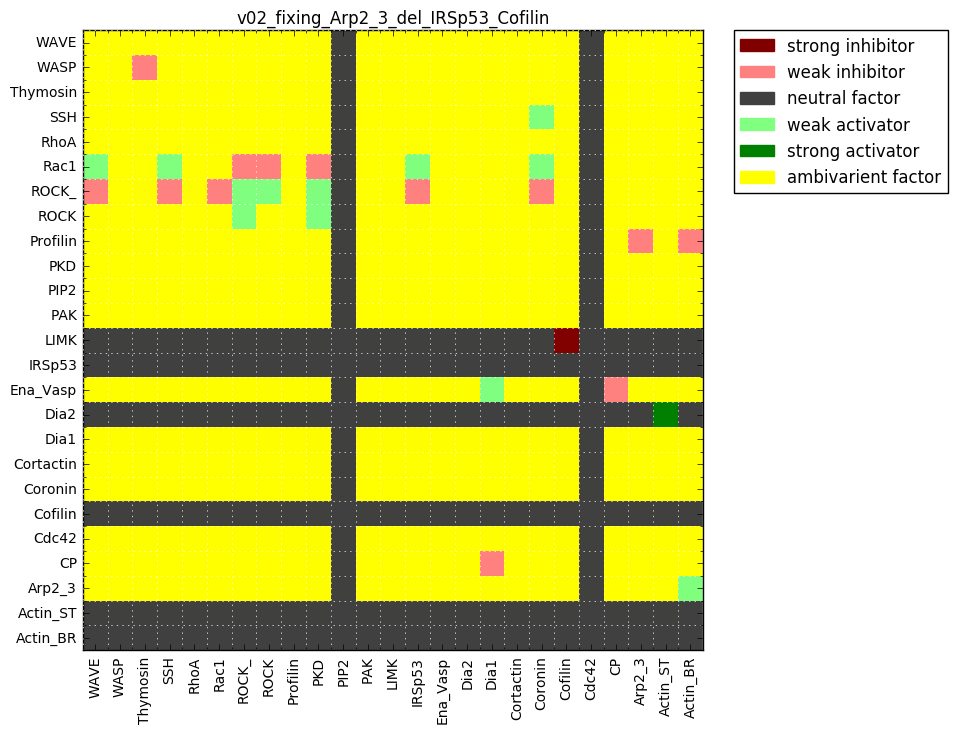 v02_fixing_Arp2_3_del_IRSp53_Cofilin
WAVE
WASP
Thymosin
SSH
RhoA
Rac1
ROCK_
ROCK
Profilin
PKD
PIP2
PAK
LIMK
IRSp53
Ena_Vasp
Dia2
Dia1
Cortactin
Coronin
Cofilin
Cdc42
CP
Arp2_3
Actin_ST
Actin_BR
WAVE
WASP
Thymosin
SSH
RhoA
Rac1
ROCK_
ROCK
Profilin
PKD
PIP2
PAK
LIMK
IRSp53
Ena_Vasp
Dia2
Dia1
Cortactin
Coronin
Cofilin
Cdc42
CP
Arp2_3
Actin_ST
Actin_BR
strong inhibitor
weak inhibitor
neutral factor
weak activator
strong activator
ambivarient factor